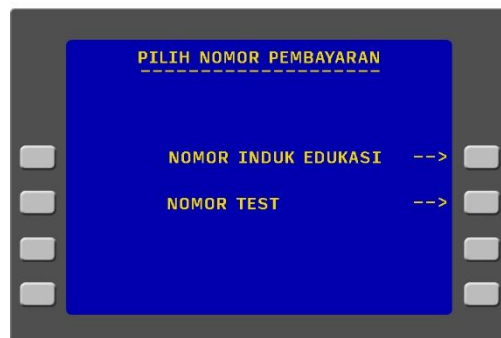 PILIH NOMOR PEMBAYARAN
NOMOR INDUK EDUKASI -->
NOMOR TEST -->